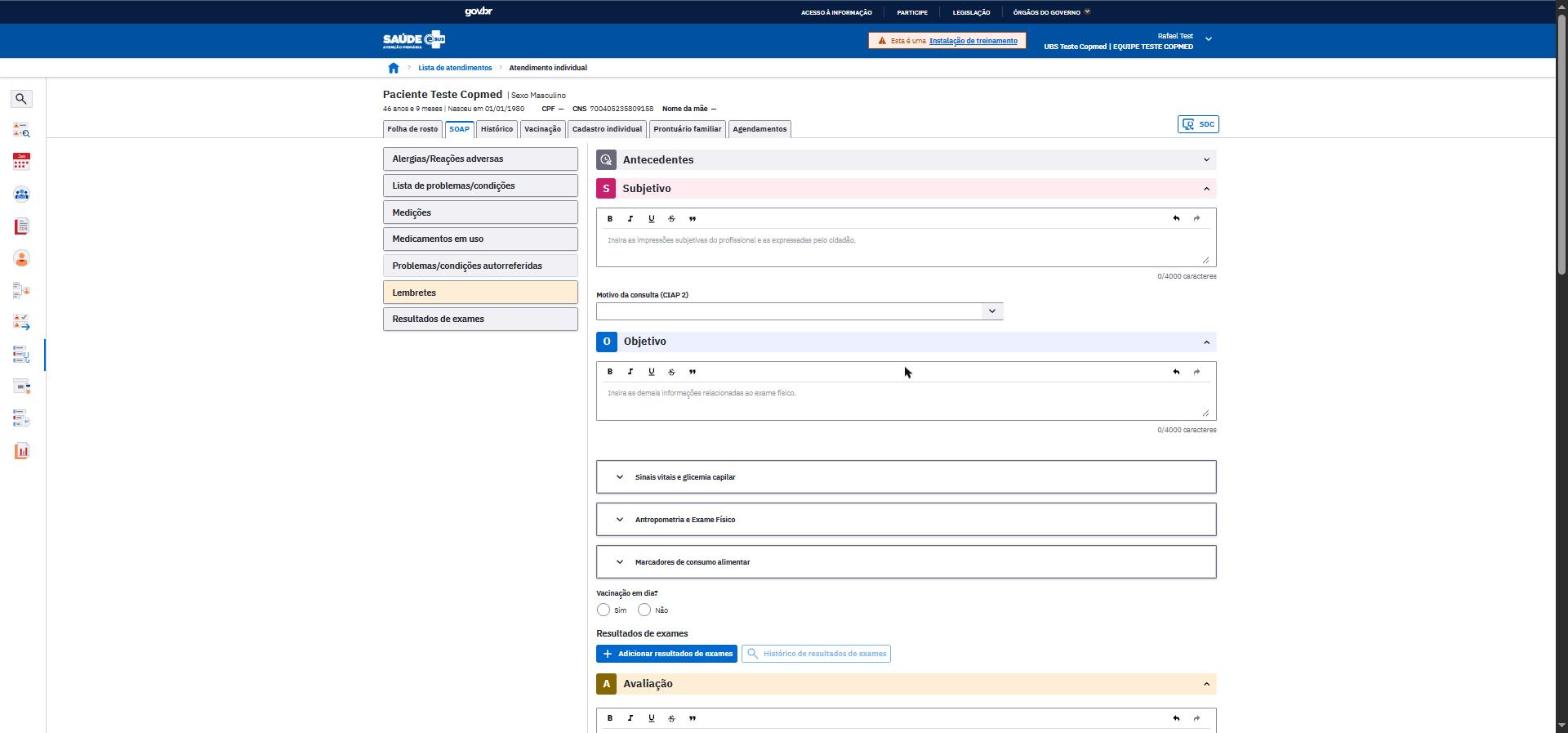 gov.br
ACESSO À INFORMAÇÃO
PARTICIPE
LEGISLAÇÃO
ÓRGÃOS DO GOVERNO
SAÚDE e-SUS
ATENÇÃO PRIMÁRIA
Esta é uma Instalação de treinamento
Rafael Test
UBS Teste Copmed | EQUIPE TESTE COPMED
Lista de atendimentos
Atendimento individual
Paciente Teste Copmed | Sexo Masculino
46 anos e 9 meses | Nasceu em 01/01/1980 CPF — CNS 700405235809158 Nome da mãe —
Folha de rosto
SOAP
Histórico
Vacinação
Cadastro individual
Prontuário familiar
Agendamentos
SDC
Alergias/Reações adversas
Lista de problemas/condições
Medições
Medicamentos em uso
Problemas/condições autorreferidas
Lembretes
Resultados de exames
Antecedentes
S Subjetivo
B I U S
Insira as impressões subjetivas do profissional e as expressadas pelo cidadão.
0/4000 caracteres
Motivo da consulta (CIAP 2)
O Objetivo
B I U S
Insira as demais informações relacionadas ao exame físico.
0/4000 caracteres
Sinais vitais e glicemia capilar
Antropometria e Exame Físico
Marcadores de consumo alimentar
Vacinação em dia?
Sim Não
Resultados de exames
Adicionar resultados de exames
Histórico de resultados de exames
A Avaliação
B I U S